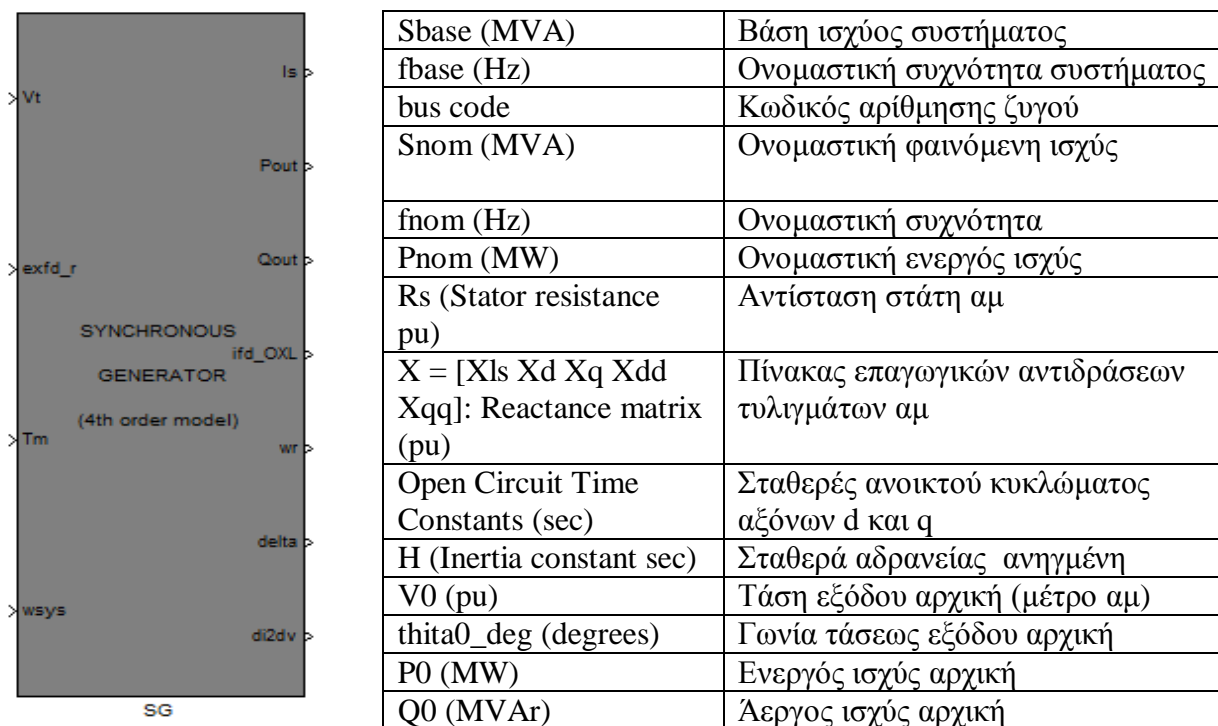 Vt
exfd_r
Tm
wsys
SYNCHRONOUS
GENERATOR
(4th order model)
Is
Pout
Qout
ifd_OXL
wr
delta
di2dv
SG
Sbase (MVA) Βάση ισχύος συστήματος
fbase (Hz) Ονομαστική συχνότητα συστήματος
bus code Κωδικός αρίθμησης ζυγού
Snom (MVA) Ονομαστική φαινόμενη ισχύς
fnom (Hz) Ονομαστική συχνότητα
Pnom (MW) Ονομαστική ενεργός ισχύς
Rs (Stator resistance Αντίσταση στάτη αμ
pu)
X = [Xls Xd Xq Xdd Πίνακας επαγωγικών αντιδράσεων
Xqq]: Reactance matrix τυλιγμάτων αμ
(pu)
Open Circuit Time Σταθερές ανοικτού κυκλώματος
Constants (sec) αξόνων d και q
H (Inertia constant sec) Σταθερά αδρανείας ανηγμένη
V0 (pu) Τάση εξόδου αρχική (μέτρο αμ)
thita0_deg (degrees) Γωνία τάσεως εξόδου αρχική
P0 (MW) Ενεργός ισχύς αρχική
Q0 (MVAr) Άεργος ισχύς αρχική